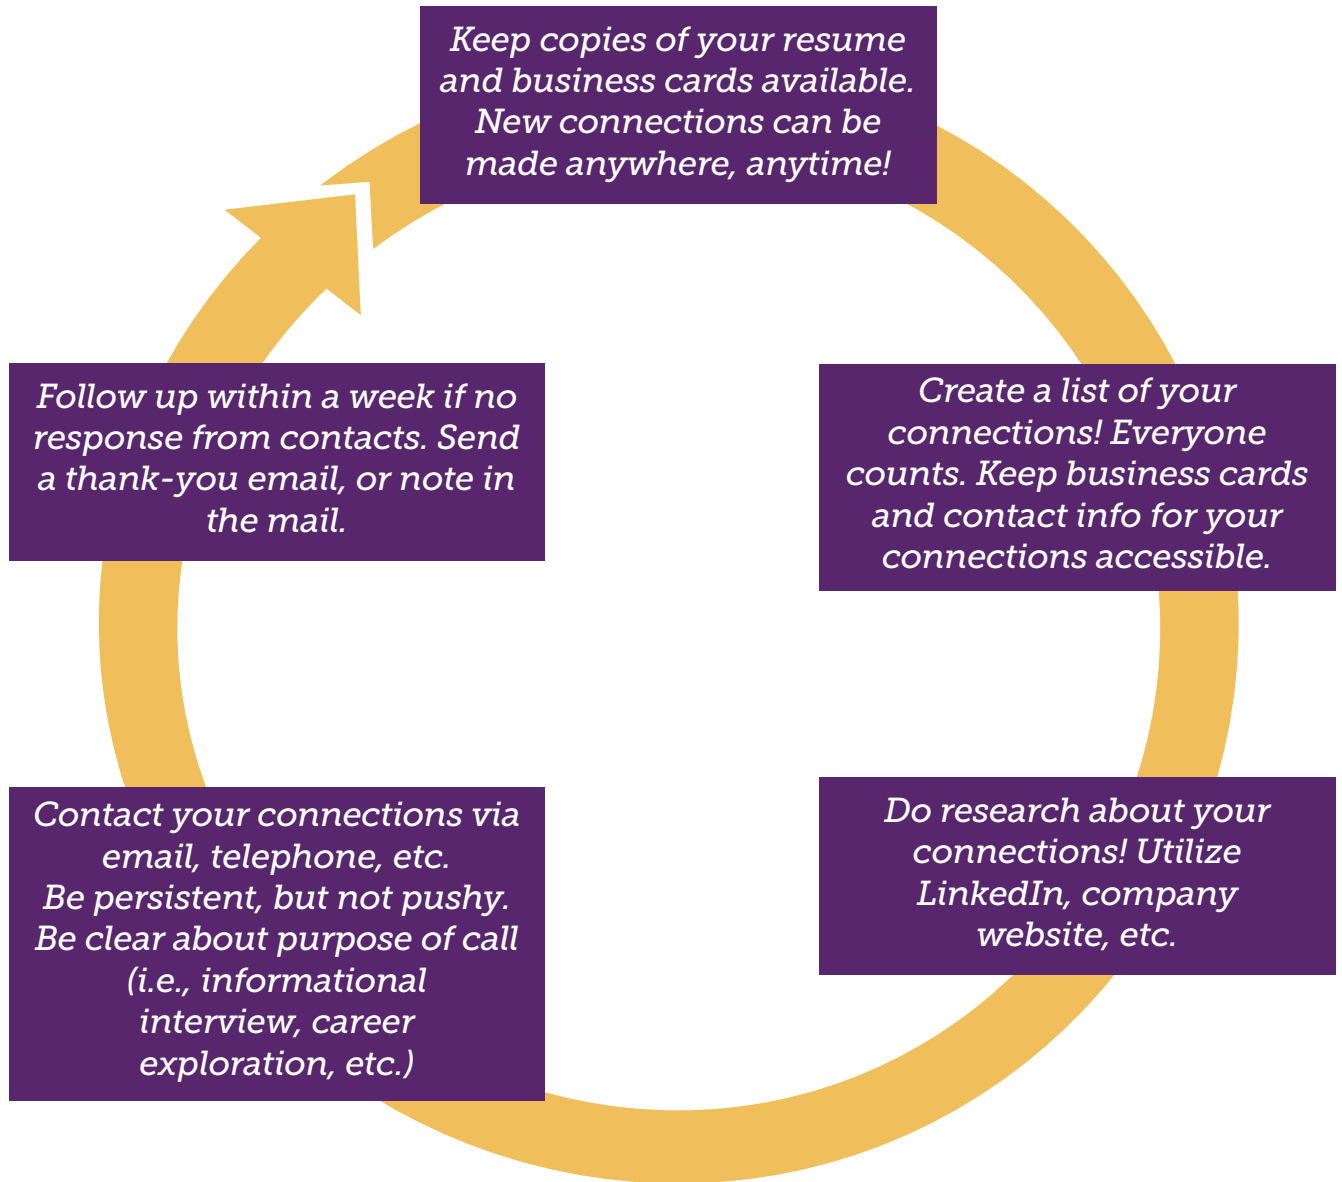 Keep copies of your resume
and business cards available.
New connections can be
made anywhere, anytime!
Create a list of your
connections! Everyone
counts. Keep business cards
and contact info for your
connections accessible.
Do research about your
connections! Utilize
LinkedIn, company
website, etc.
Contact your connections via
email, telephone, etc.
Be persistent, but not pushy.
Be clear about purpose of call
(i.e., informational
interview, career
exploration, etc.)
Follow up within a week if no
response from contacts. Send
a thank-you email, or note in
the mail.